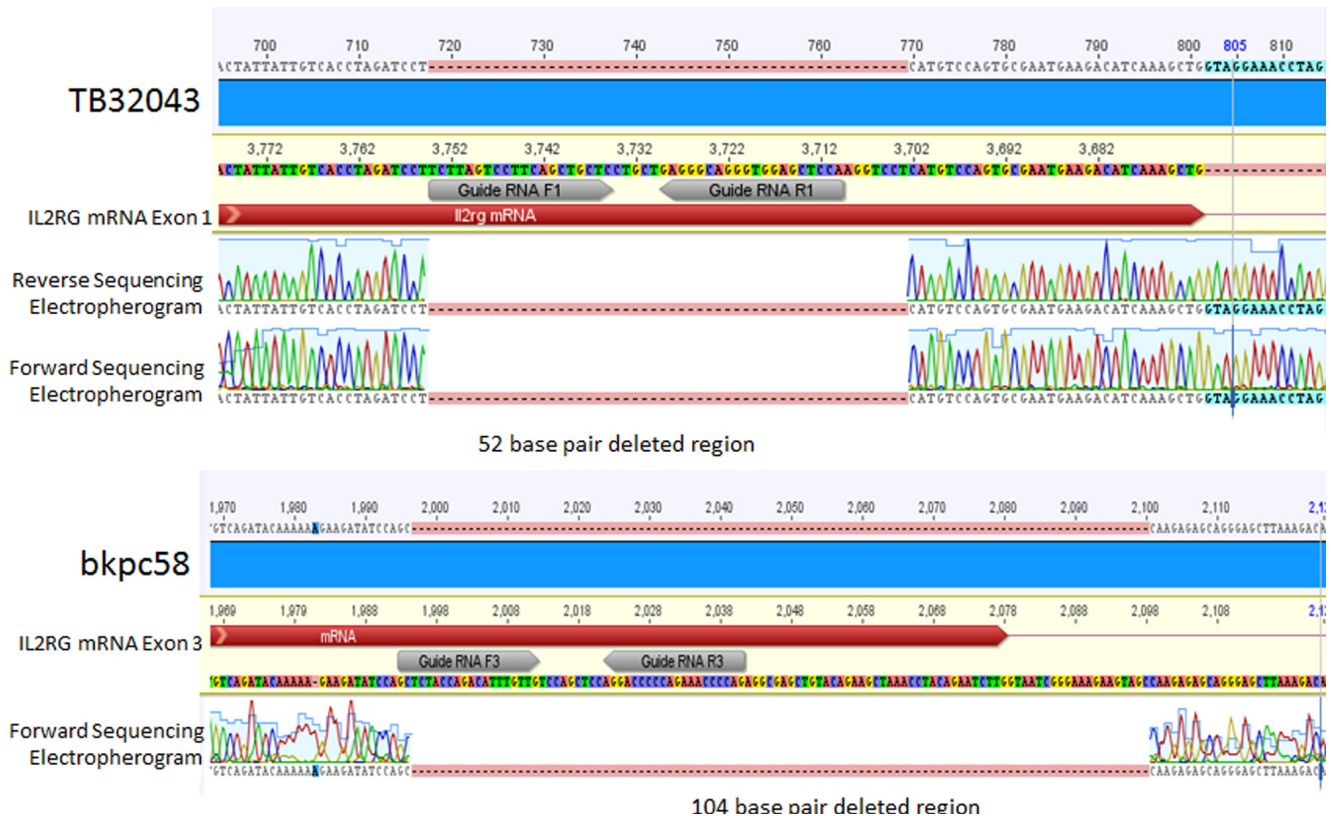 700 710 720 730 740 750 760 770 780 790 800 805 810
ACTATTATTGTCACCTAGATCCT----------------------------------------------------CATGTCCAGTGCGAATGAAGACATCAAAGCTGGTAGGAAACCTAG
TB32043
3,772 3,762 3,752 3,742 3,732 3,722 3,712 3,702 3,692 3,682
ACTATTATTGTCACCTAGATCCTTCTTAGTCCTTCAGCTGCTCCTGCTGAGGGCAGGGTGGAGCTCCAAGGTCCTCATGTCCAGTGCGAATGAAGACATCAAAGCTG-------------
Guide RNA F1 Guide RNA R1
IL2RG mRNA Exon 1 Il2rg mRNA
Reverse Sequencing
Electropherogram
ACTATTATTGTCACCTAGATCCT----------------------------------------------------CATGTCCAGTGCGAATGAAGACATCAAAGCTGGTAGGAAACCTAG
Forward Sequencing
Electropherogram
ACTATTATTGTCACCTAGATCCT----------------------------------------------------CATGTCCAGTGCGAATGAAGACATCAAAGCTGGTAGGAAACCTAG
52 base pair deleted region
1,970 1,980 1,990 2,000 2,010 2,020 2,030 2,040 2,050 2,060 2,070 2,080 2,090 2,100 2,110
GTCAGATACAAAAAAGAAGATATCCAGC--------------------------------------------------------------------------------------------------------CAAGAGAGCAGGGAGCTTAAAGACA
bkpc58
1,969 1,979 1,988 1,998 2,008 2,018 2,028 2,038 2,048 2,058 2,068 2,078 2,088 2,098 2,108
IL2RG mRNA Exon 3 mRNA
Guide RNA F3 Guide RNA R3
GTCAGATACAAAAA-GAAGATATCCAGCTCTACCAGACATTTGTTGTCCAGCTCCAGGACCCCCAGAAACCCCAGAGGCGAGCTGTACAGAAGCTAAACCTACAGAATCTTGGTAATCGGGAAAGAAGTAGCCAAGAGAGCAGGGAGCTTAAAGACA
Forward Sequencing
Electropherogram
GTCAGATACAAAAAAGAAGATATCCAGC--------------------------------------------------------------------------------------------------------CAAGAGAGCAGGGAGCTTAAAGACA
104 base pair deleted region